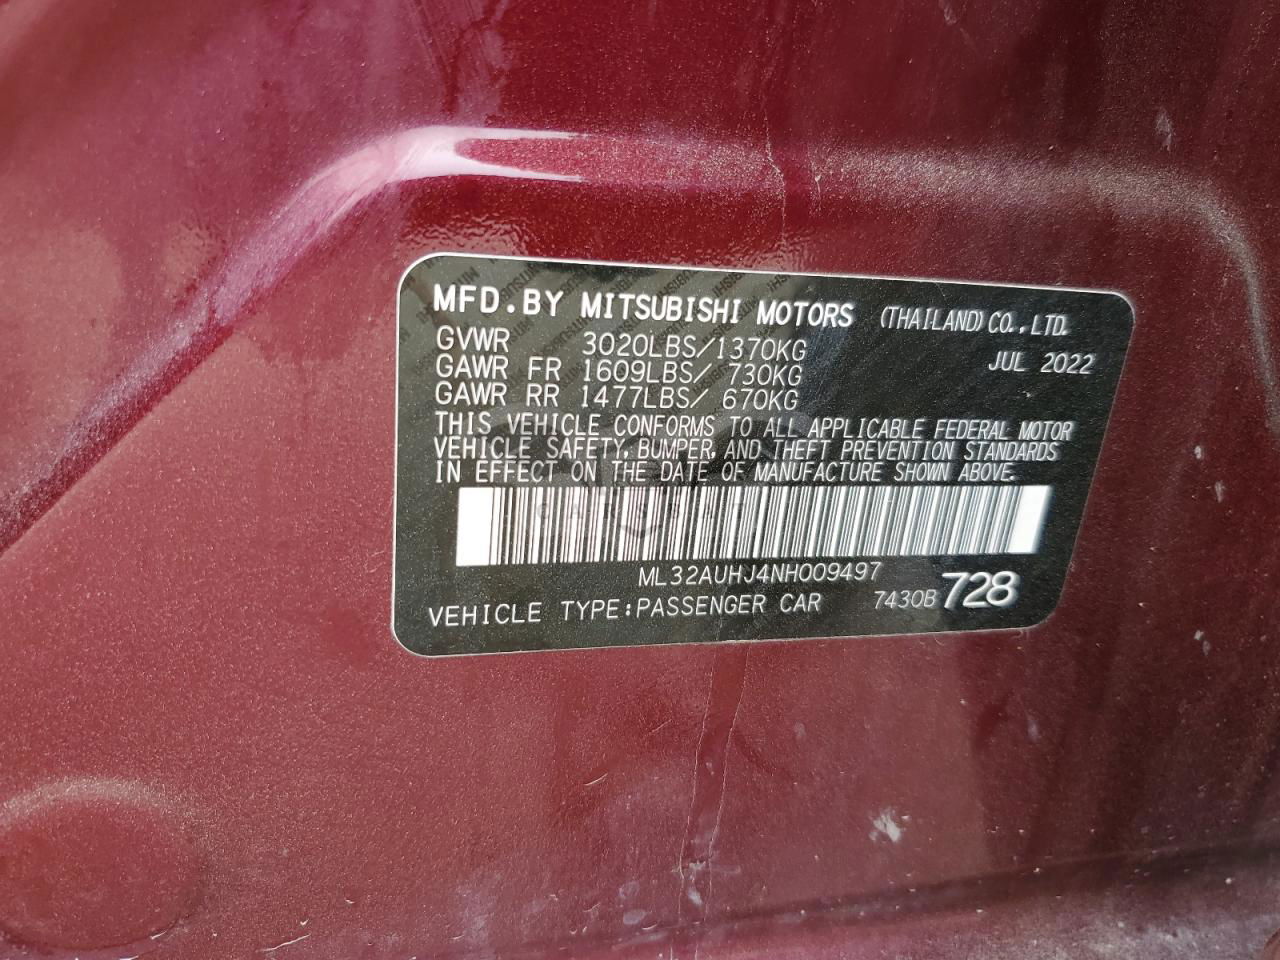 MFD.BY MITSUBISHI MOTORS (THAILAND)CO.,LTD.
GVWR 3020LBS/1370KG JUL 2022
GAWR FR 1609LBS/ 730KG
GAWR RR 1477LBS/ 670KG
THIS VEHICLE CONFORMS TO ALL APPLICABLE FEDERAL MOTOR
VEHICLE SAFETY, BUMPER, AND THEFT PREVENTION STANDARDS
IN EFFECT ON THE DATE OF MANUFACTURE SHOWN ABOVE.
ML32AUHJ4NH009497
VEHICLE TYPE:PASSENGER CAR 7430B 728